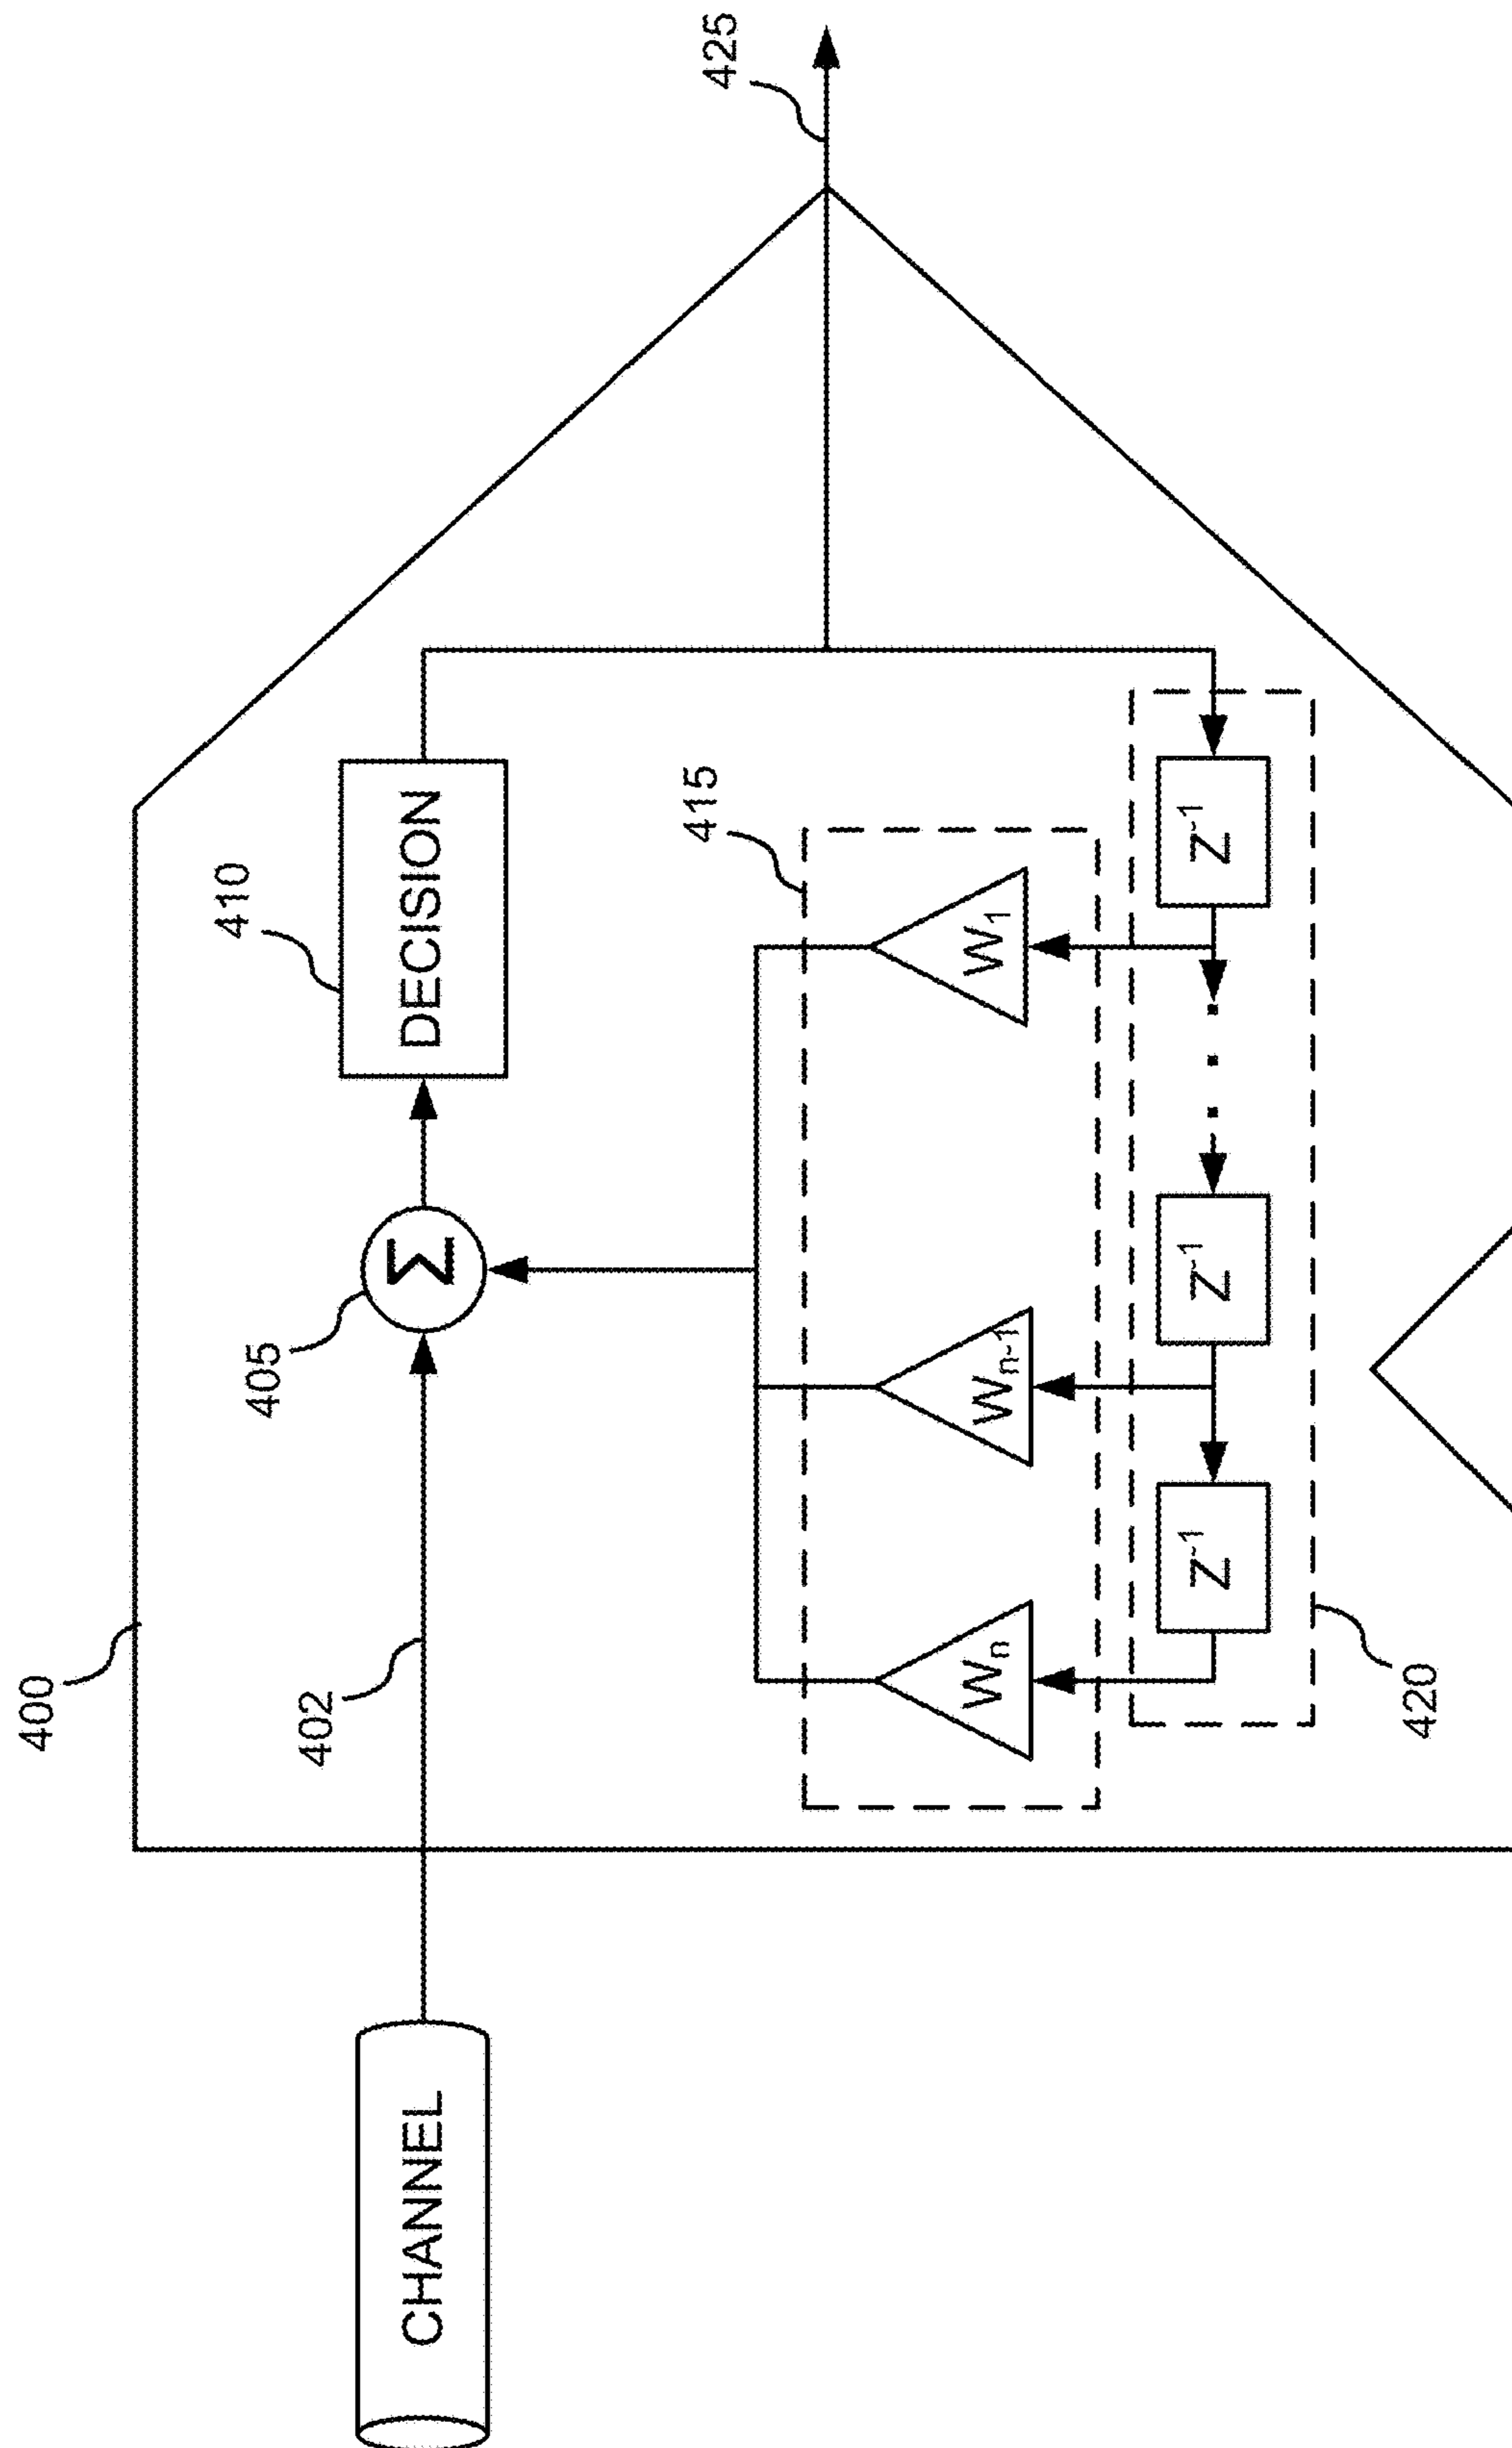 400
425
410
DECISION
405
Σ
402
CHANNEL
415
Wn
Wn-1
W1
Z-1
Z-1
. . .
Z-1
420